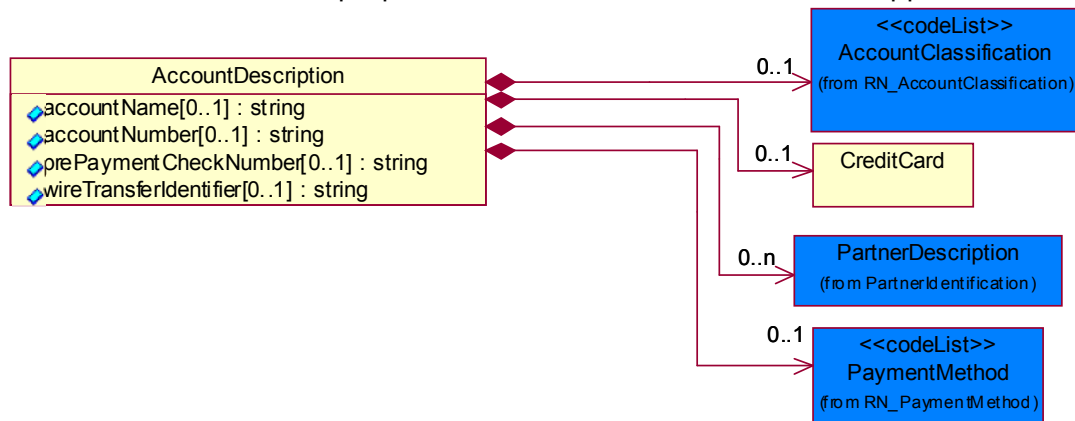 <<codeList>>
AccountClassification
(from RN_AccountClassification)
0..1
AccountDescription
accountName[0..1] : string
accountNumber[0..1] : string
prePaymentCheckNumber[0..1] : string
wireTransferIdentifier[0..1] : string
0..1
CreditCard
0..n
PartnerDescription
(from PartnerIdentification)
0..1
<<codeList>>
PaymentMethod
(from RN_PaymentMethod)